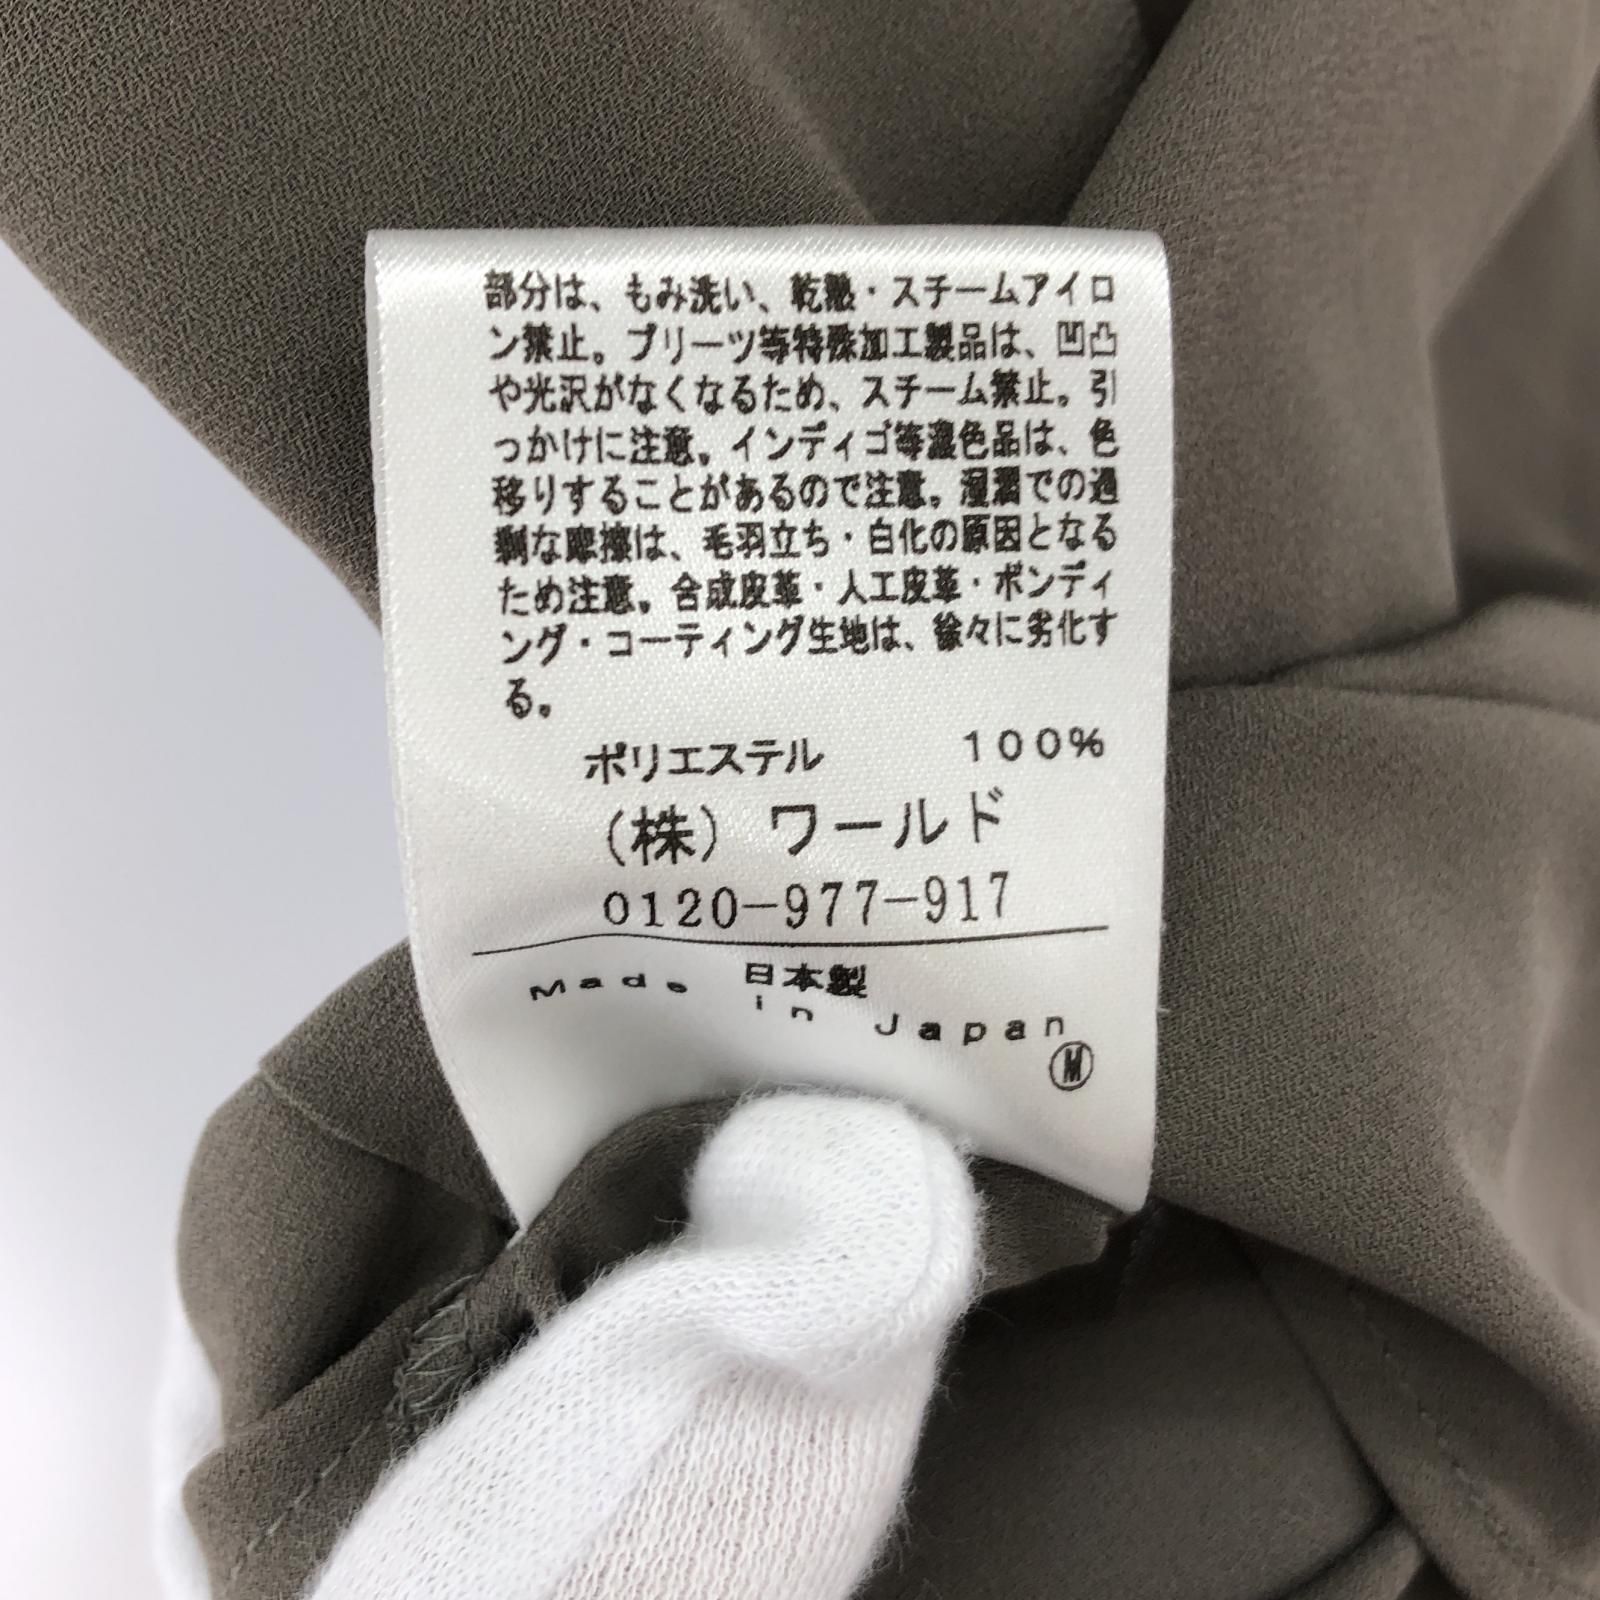 部分は、もみ洗い、乾熱・スチームアイロ
ン禁止。プリーツ等特殊加工製品は、凹凸
や光沢がなくなるため、スチーム禁止。引
っかけに注意。インディゴ等濃色品は、色
移りすることがあるので注意。湿潤での過
剰な摩擦は、毛羽立ち・白化の原因となる
ため注意。合成皮革・人工皮革・ボンディ
ング・コーティング生地は、徐々に劣化す
る。
ポリエステル 100%
(株) ワールド
0120-977-917
日本製
Made in Japan
Ⓜ